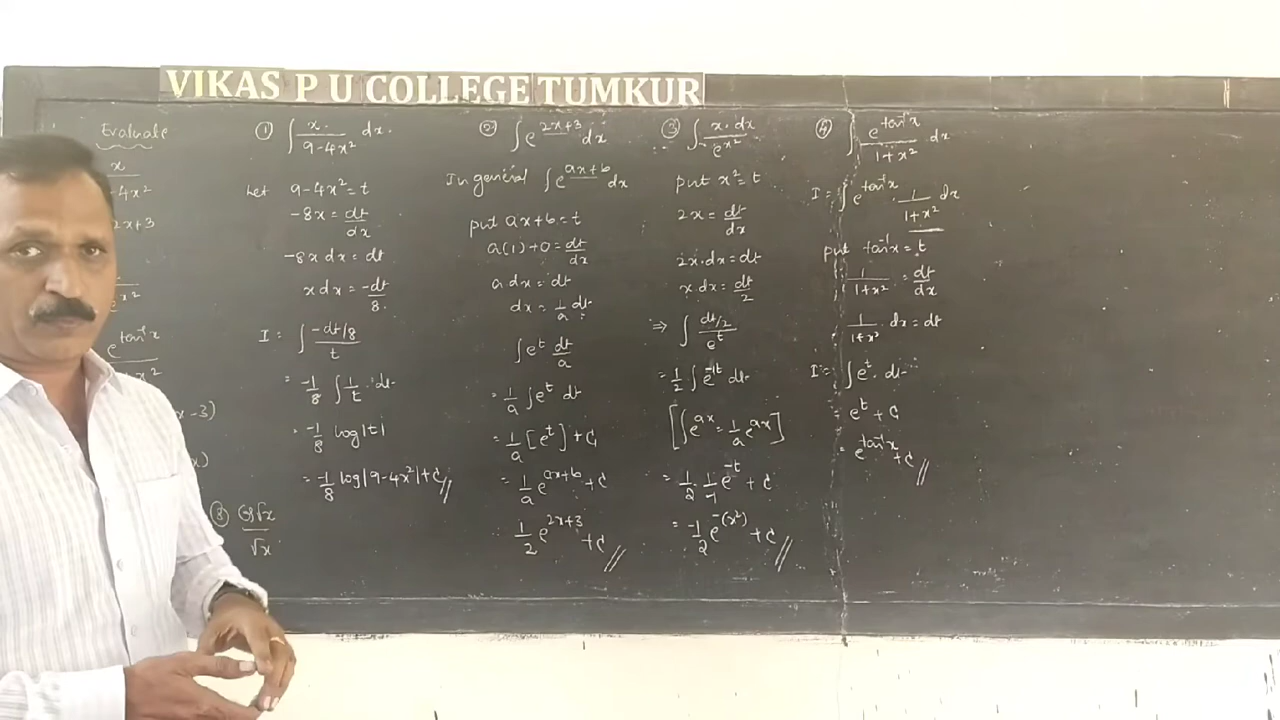 VIKAS P U COLLEGE TUMKUR
Evaluate
x
-4x²
2x+3
e^x²
e^tan⁻¹x
x-3)
x)
⑧ cos√x
√x
① ∫ x/(9-4x²) dx.
Let 9-4x²=t
-8x = dt/dx
-8x dx = dt
x dx = -dt/8
I = ∫ (-dt/8)/t
= -1/8 ∫ 1/t · dt
= -1/8 log|t|
= -1/8 log|9-4x²|+C//
② ∫ e^(2x+3) dx
In general ∫ e^(ax+b) dx
put ax+b=t
a(1)+0 = dt/dx
a dx = dt
dx = 1/a dt
∫ e^t dt/a
= 1/a ∫ e^t dt
= 1/a [e^t]+C
= 1/a e^(ax+b) +C
1/2 e^(2x+3) +C//
③ ∫ x·dx/e^x²
put x²=t
2x = dt/dx
2x·dx = dt
x dx = dt/2
⇒ ∫ (dt/2)/e^t
= 1/2 ∫ e^(-1t) dt
[∫ e^(ax) = 1/a e^(ax)]
= 1/2 · 1/-1 e^(-t) + C
= -1/2 e^(-(x²)) +C//
④ ∫ e^(tan⁻¹x)/(1+x²) dx
I = ∫ e^(tan⁻¹x) · 1/(1+x²) dx
put tan⁻¹x = t
1/(1+x²) = dt/dx
1/(1+x²) · dx = dt
I = ∫ e^t · dt
= e^t + C
= e^(tan⁻¹x) +C//